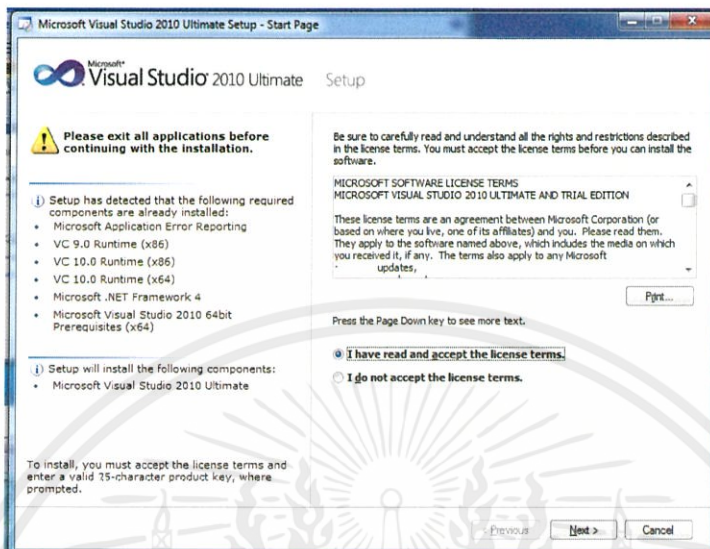 Microsoft Visual Studio 2010 Ultimate Setup - Start Page
Microsoft
Visual Studio 2010 Ultimate Setup
Please exit all applications before
continuing with the installation.
Setup has detected that the following required
components are already installed:
• Microsoft Application Error Reporting
• VC 9.0 Runtime (x86)
• VC 10.0 Runtime (x86)
• VC 10.0 Runtime (x64)
• Microsoft .NET Framework 4
• Microsoft Visual Studio 2010 64bit
Prerequisites (x64)
Setup will install the following components:
• Microsoft Visual Studio 2010 Ultimate
To install, you must accept the license terms and
enter a valid 25-character product key, where
prompted.
Be sure to carefully read and understand all the rights and restrictions described
in the license terms. You must accept the license terms before you can install the
software.
MICROSOFT SOFTWARE LICENSE TERMS
MICROSOFT VISUAL STUDIO 2010 ULTIMATE AND TRIAL EDITION
These license terms are an agreement between Microsoft Corporation (or
based on where you live, one of its affiliates) and you. Please read them.
They apply to the software named above, which includes the media on which
you received it, if any. The terms also apply to any Microsoft
· updates,
Print...
Press the Page Down key to see more text.
I have read and accept the license terms.
I do not accept the license terms.
< Previous Next > Cancel